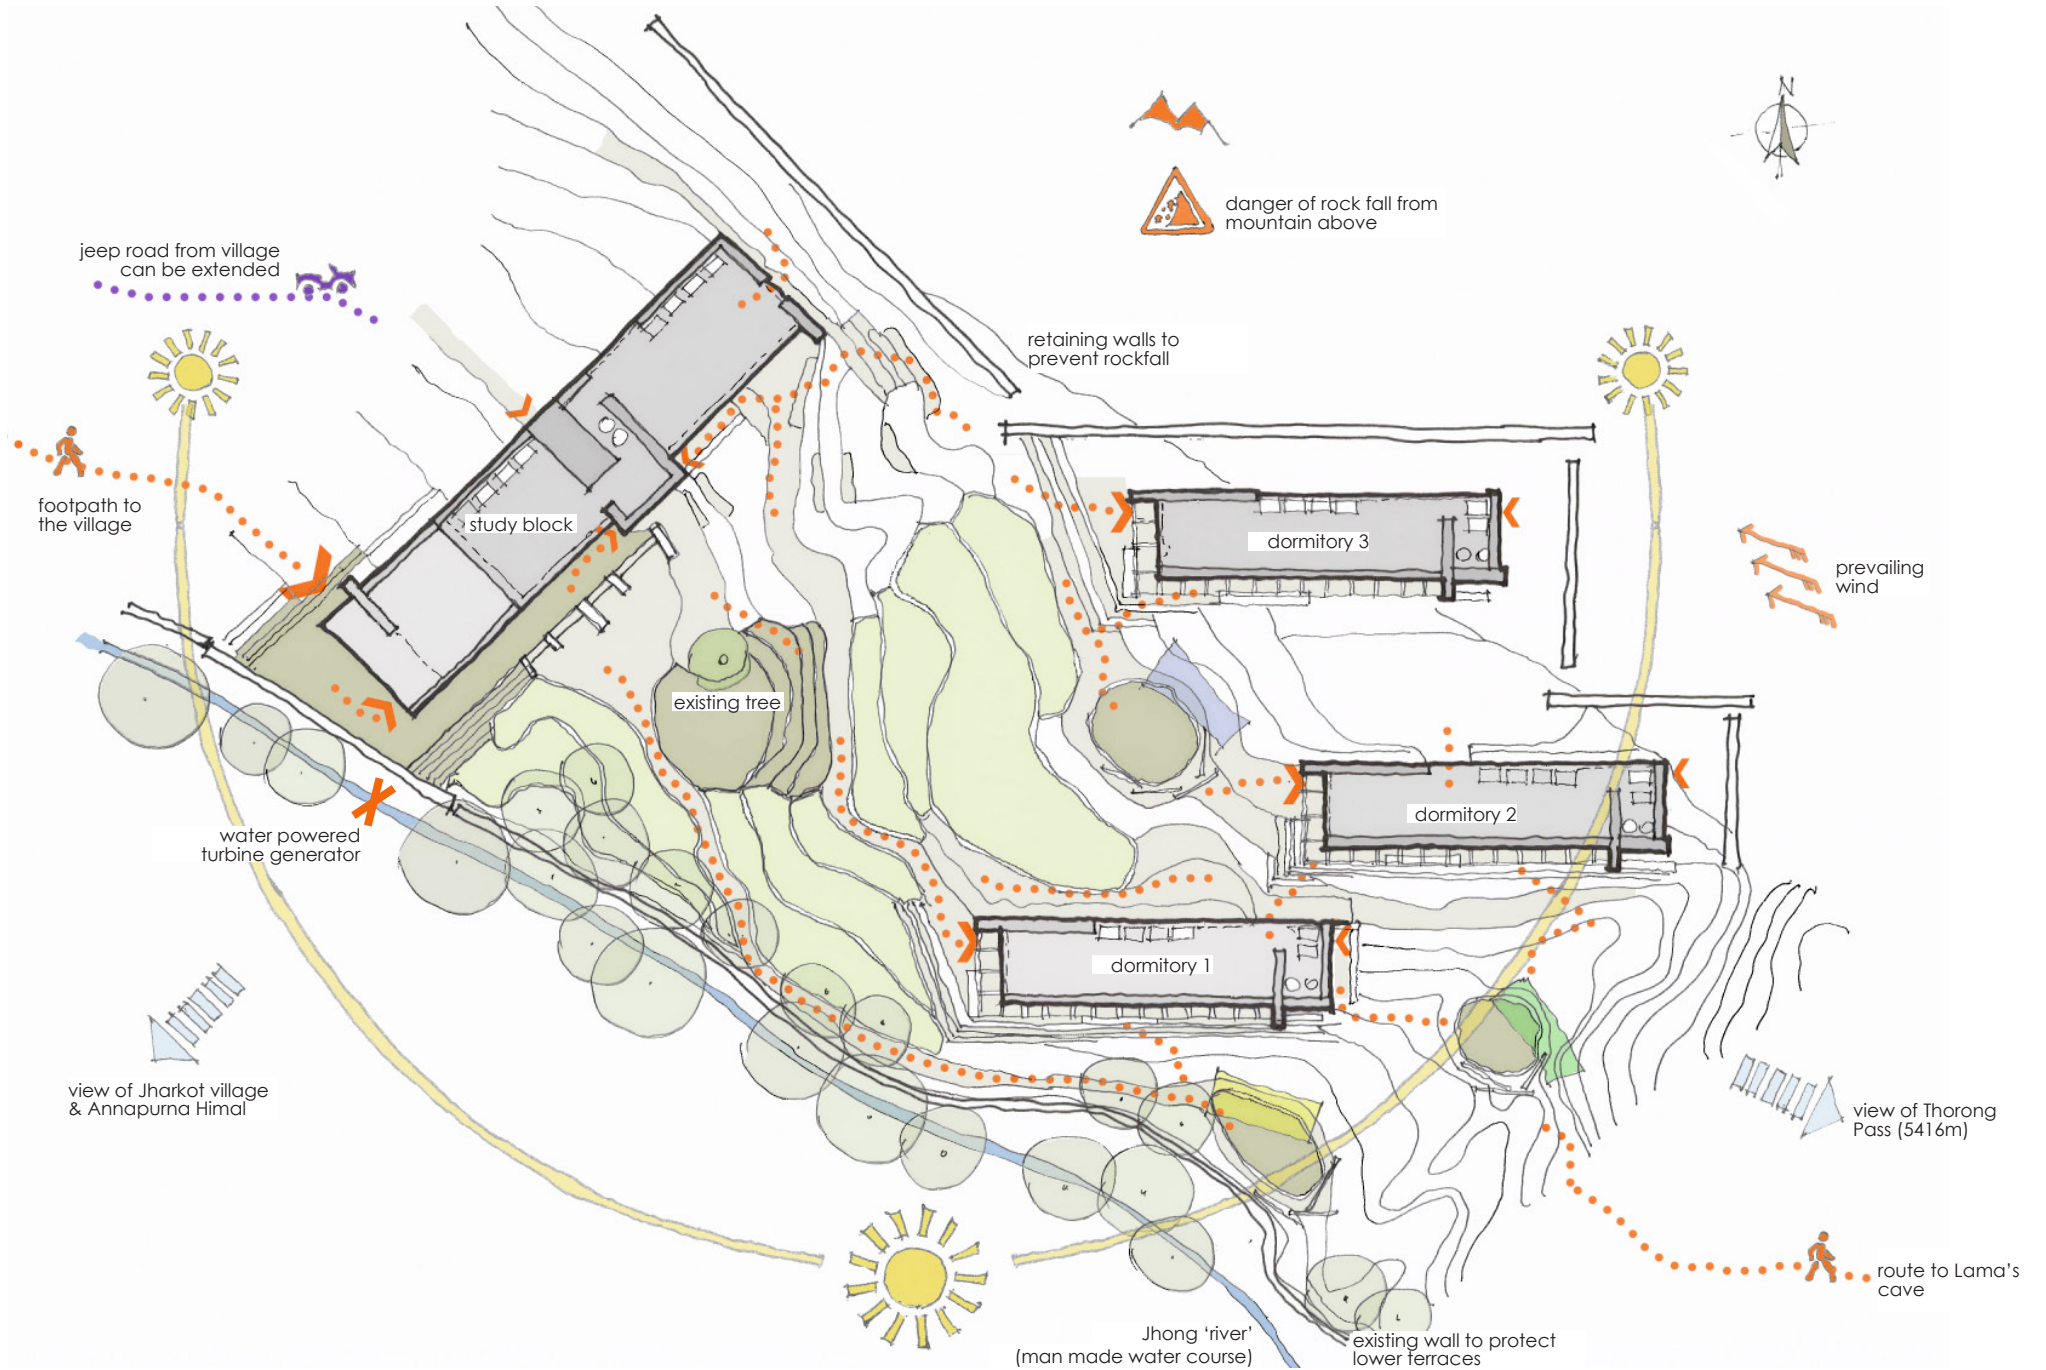 N
danger of rock fall from
mountain above
jeep road from village
can be extended
retaining walls to
prevent rockfall
footpath to
the village
study block
dormitory 3
prevailing
wind
existing tree
dormitory 2
water powered
turbine generator
dormitory 1
view of Jharkot village
& Annapurna Himal
view of Thorong
Pass (5416m)
route to Lama’s
cave
Jhong ‘river’
(man made water course)
existing wall to protect
lower terraces